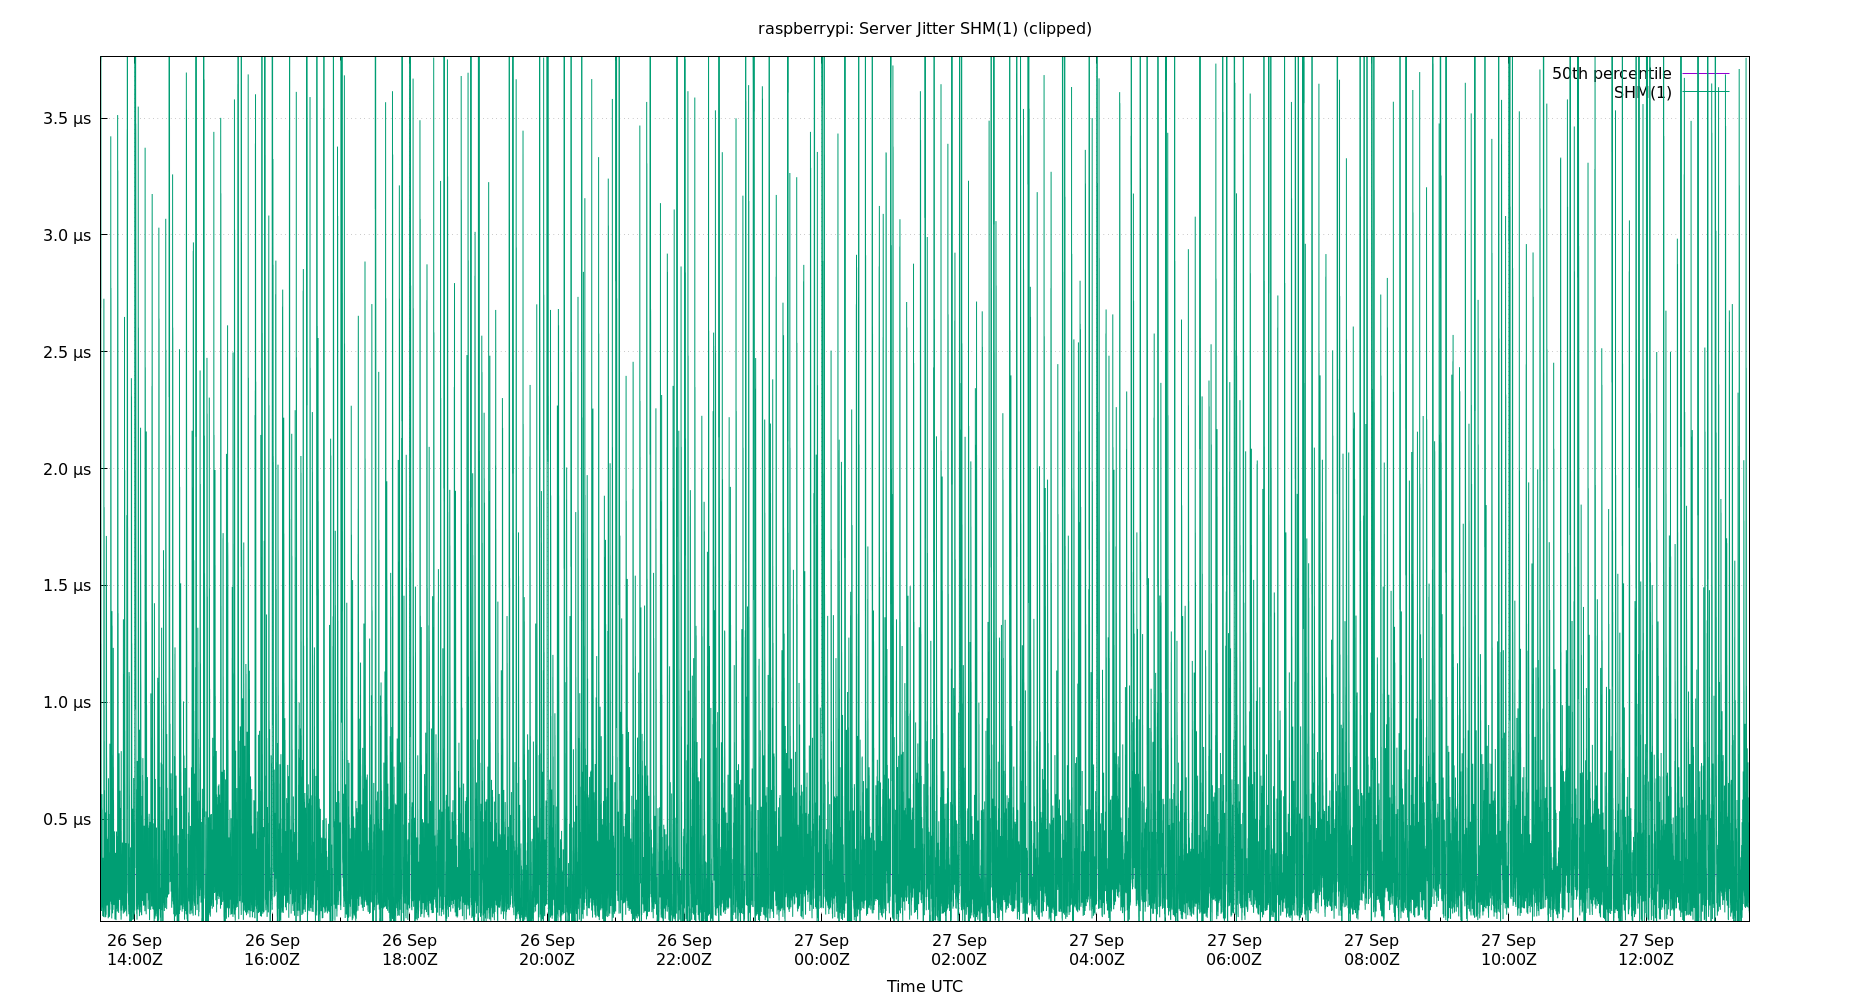 raspberrypi: Server Jitter SHM(1) (clipped)
50th percentile
SHM(1)
3.5 µs
3.0 µs
2.5 µs
2.0 µs
1.5 µs
1.0 µs
0.5 µs
26 Sep 26 Sep 26 Sep 26 Sep 26 Sep 27 Sep 27 Sep 27 Sep 27 Sep 27 Sep 27 Sep 27 Sep
14:00Z 16:00Z 18:00Z 20:00Z 22:00Z 00:00Z 02:00Z 04:00Z 06:00Z 08:00Z 10:00Z 12:00Z
Time UTC